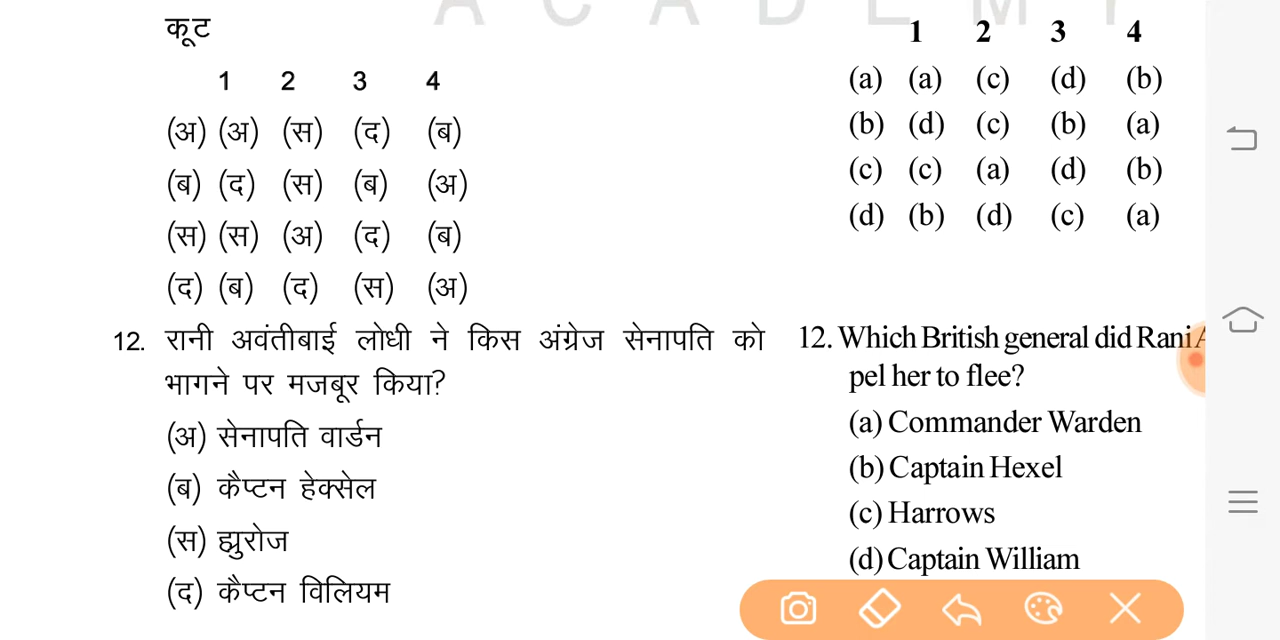 कूट
1 2 3 4
(अ) (अ) (स) (द) (ब)
(ब) (द) (स) (ब) (अ)
(स) (स) (अ) (द) (ब)
(द) (ब) (द) (स) (अ)
12. रानी अवंतीबाई लोधी ने किस अंग्रेज सेनापति को
भागने पर मजबूर किया?
(अ) सेनापति वार्डन
(ब) कैप्टन हेक्सेल
(स) ह्युरोज
(द) कैप्टन विलियम
ACADEMY
1 2 3 4
(a) (a) (c) (d) (b)
(b) (d) (c) (b) (a)
(c) (c) (a) (d) (b)
(d) (b) (d) (c) (a)
12. Which British general did Rani
pel her to flee?
(a) Commander Warden
(b) Captain Hexel
(c) Harrows
(d) Captain William